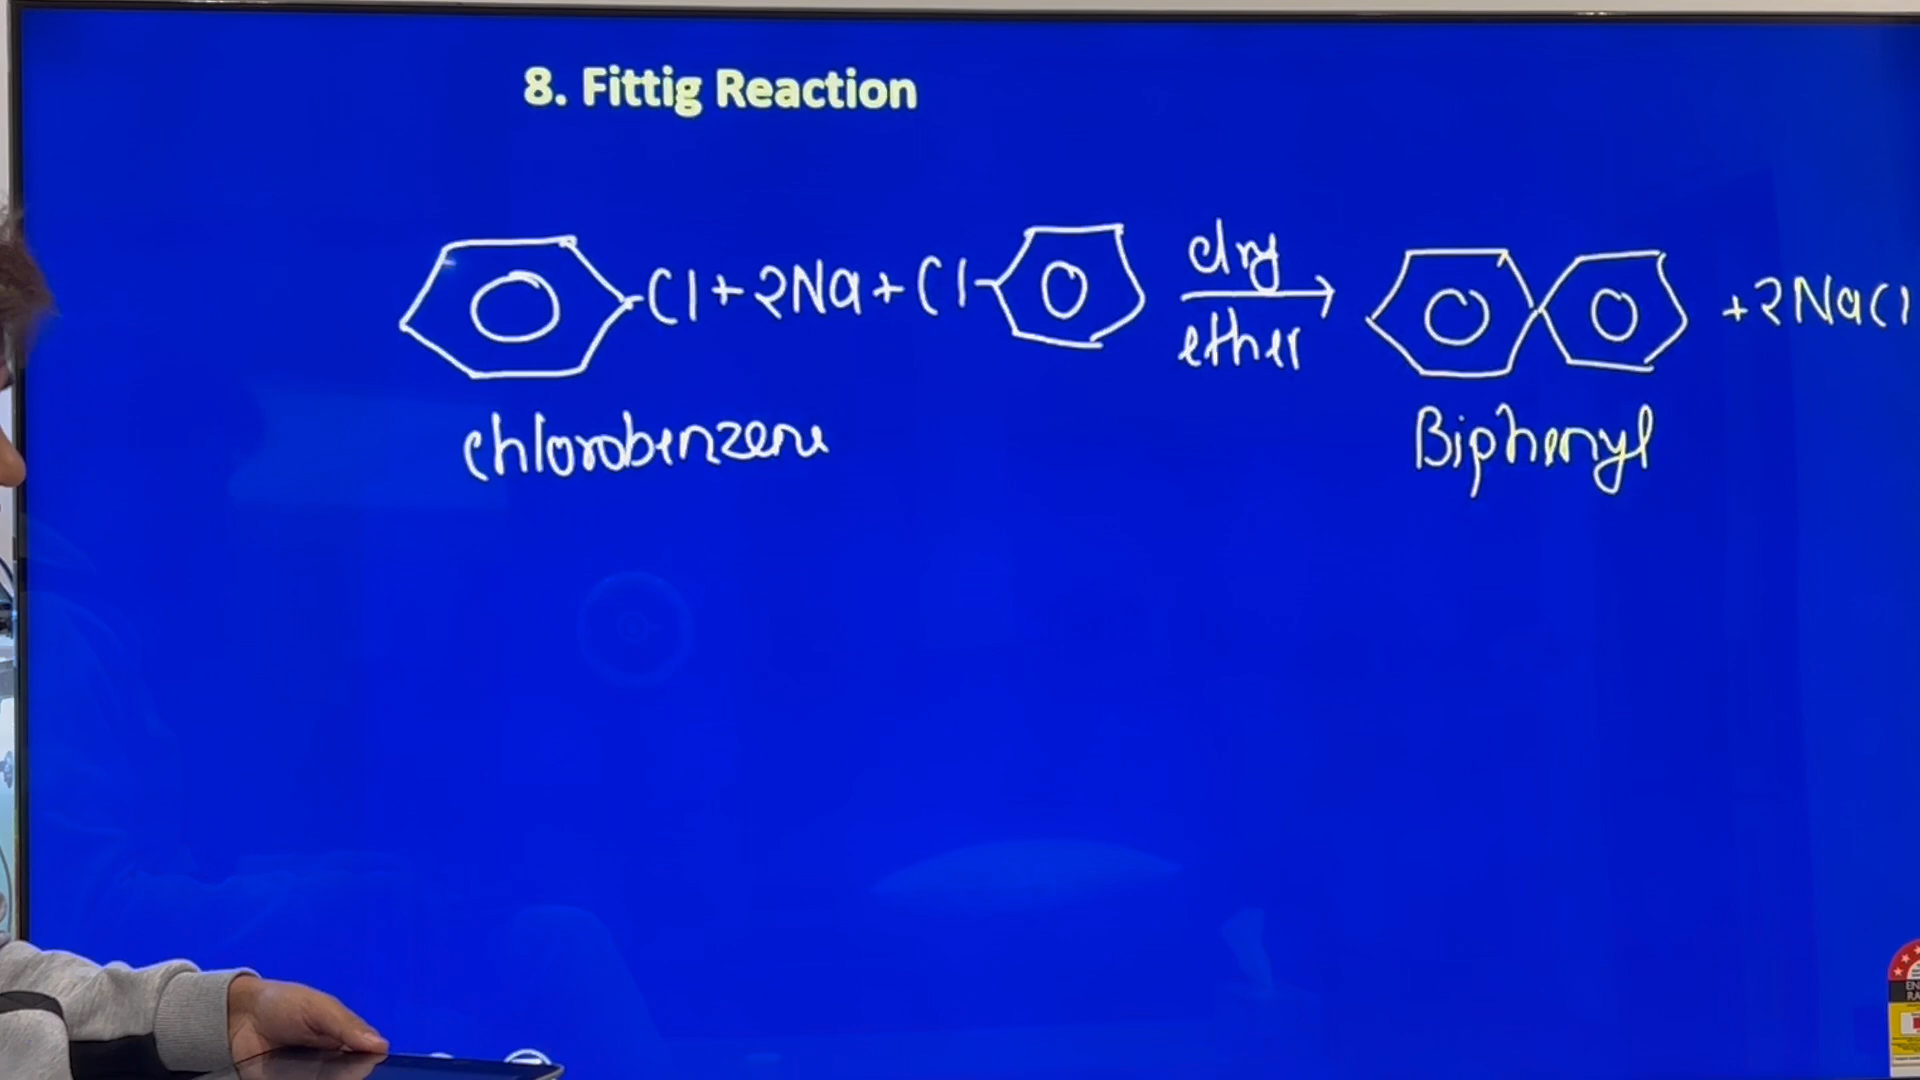 8. Fittig Reaction
Cl + 2Na + Cl dry ether → + 2NaCl
chlorobenzene Biphenyl